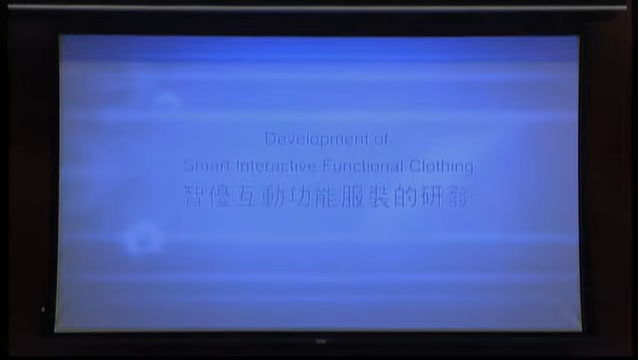 Development of
Smart Interactive Functional Clothing
智優互動功能服裝的研發